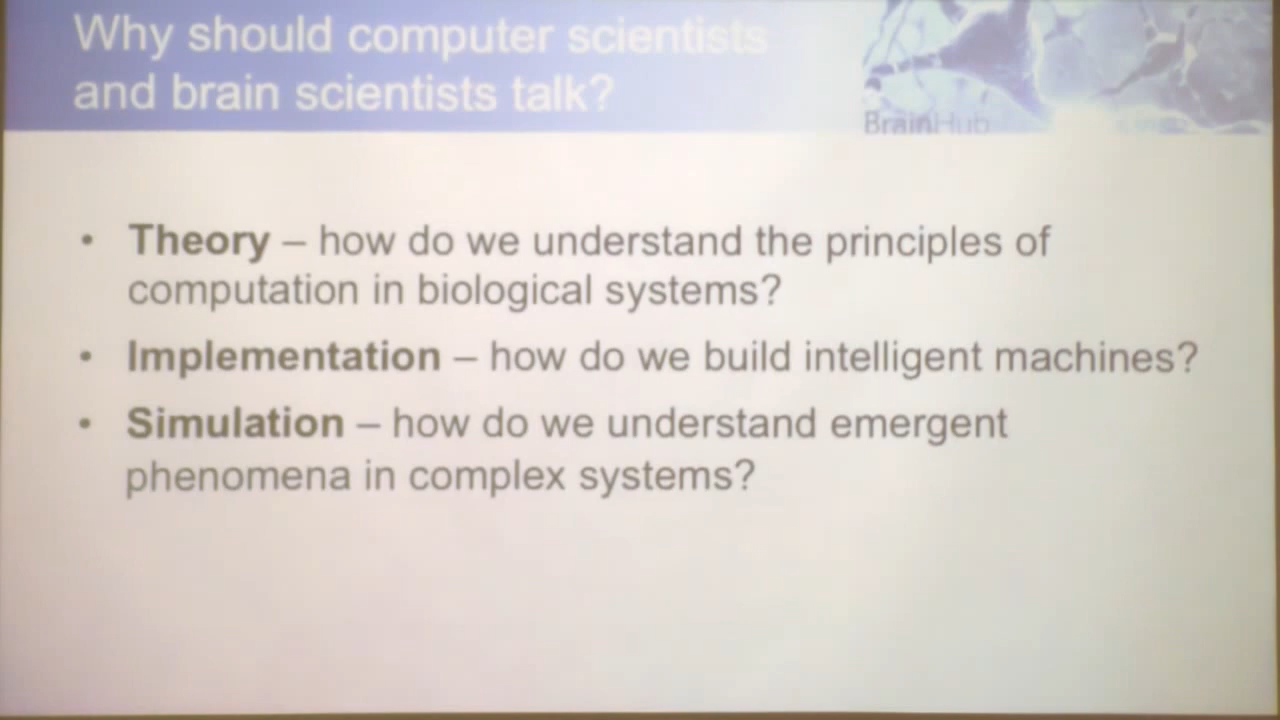 Why should computer scientists
and brain scientists talk?
BrainHub
• Theory – how do we understand the principles of
computation in biological systems?
• Implementation – how do we build intelligent machines?
• Simulation – how do we understand emergent
phenomena in complex systems?